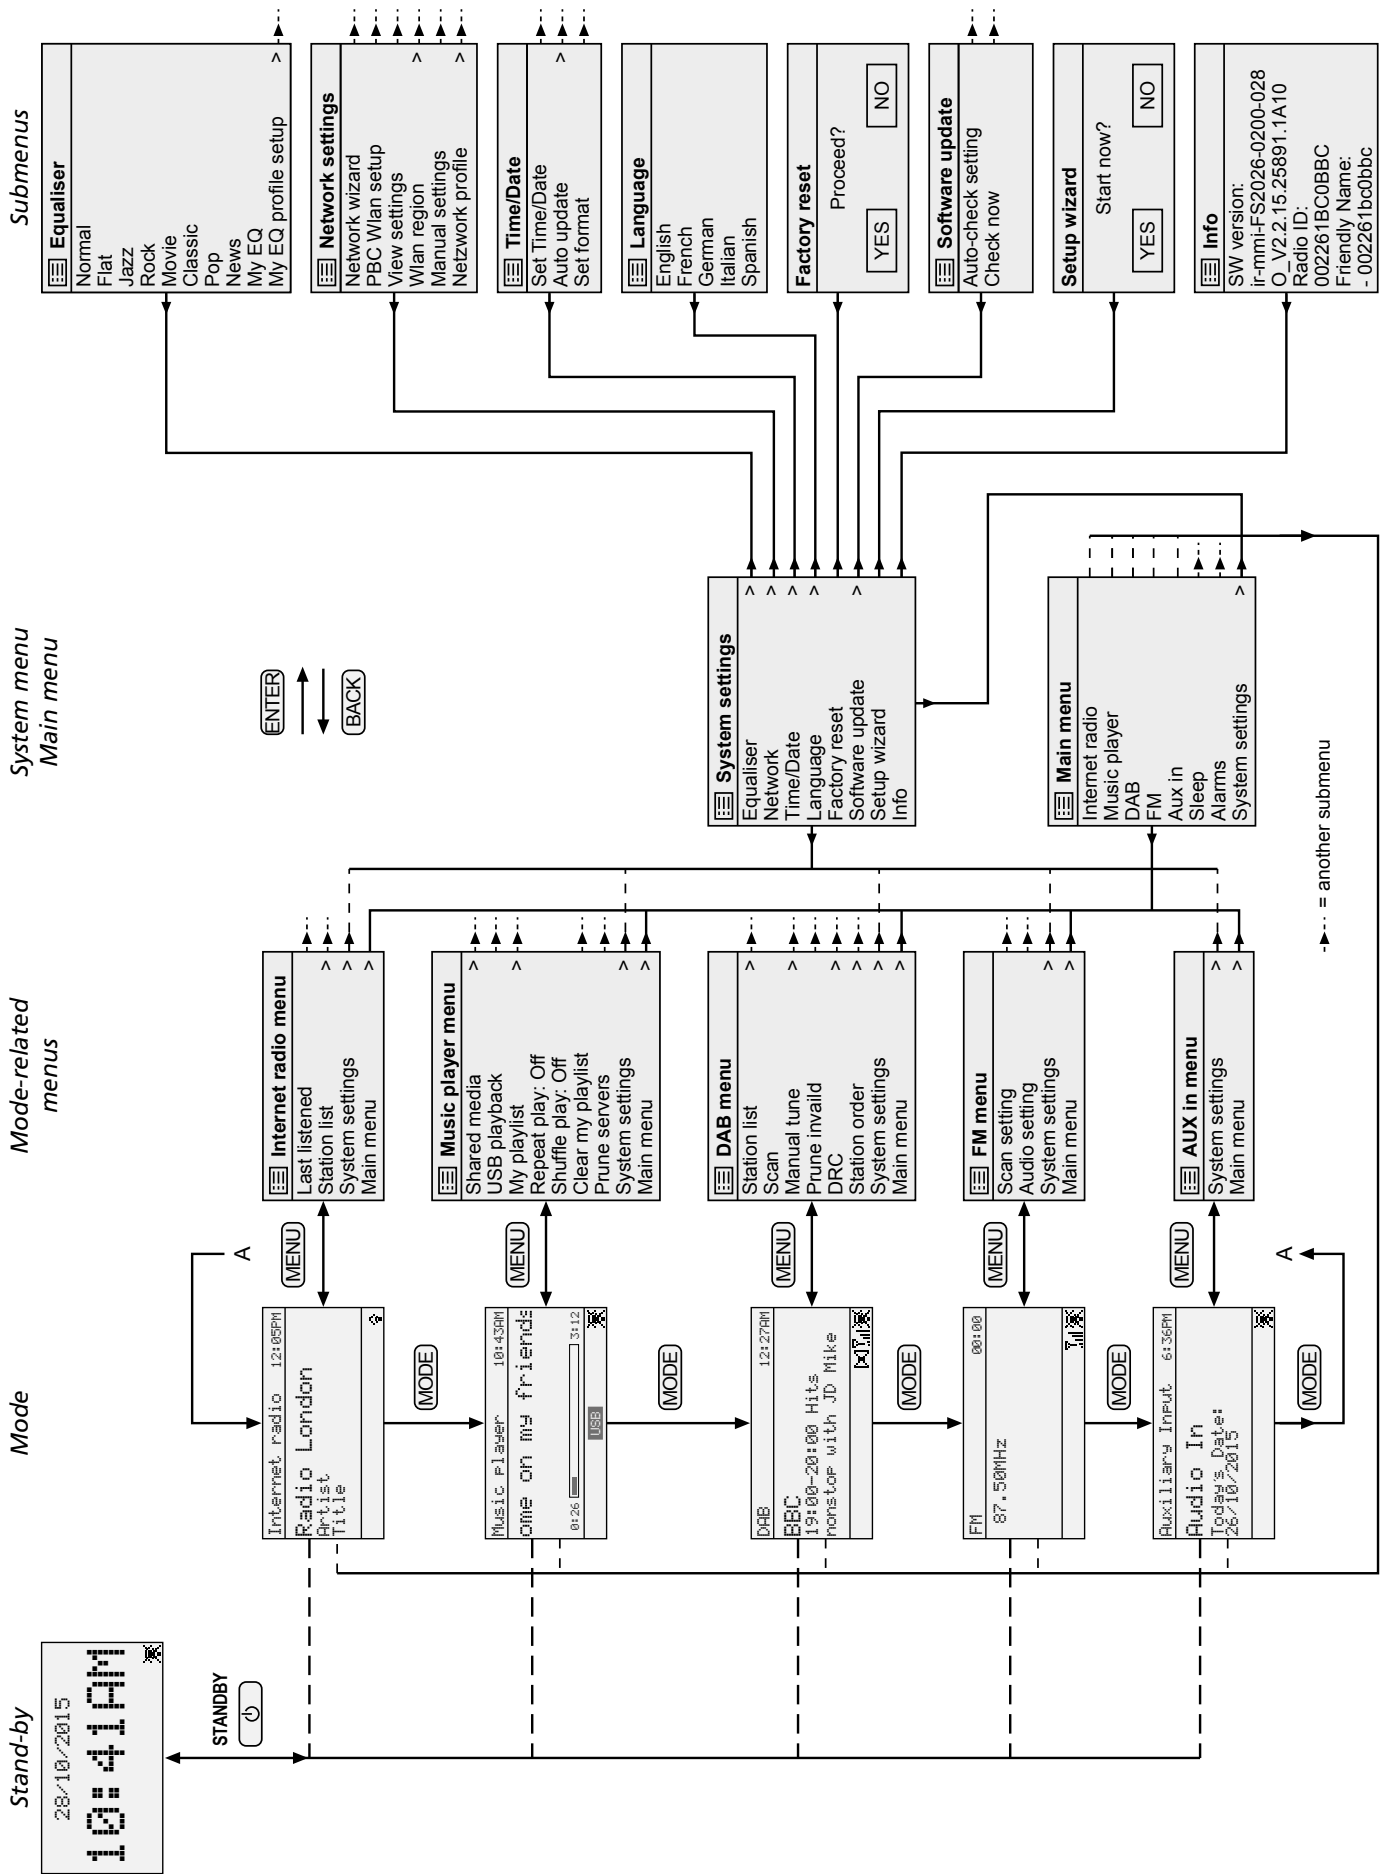 Stand-by
Mode
Mode-related
menus
System menu
Main menu
Submenus
28/10/2015
10:41AM
STANDBY
A
Internet radio 12:05PM
Radio London
Artist
Title
MENU
MODE
Music player 10:43AM
ome on my friends
0:26 3:12
USB
MENU
MODE
DAB 12:27AM
BBC
19:00-20:00 Hits
nonstop with JD Mike
MENU
MODE
FM 00:00
87.50MHz
MENU
MODE
Auxiliary Input 6:36PM
Audio In
Today's Date:
26/10/2015
MENU
MODE
A
Internet radio menu
Last listened
Station list >
System settings >
Main menu >
Music player menu
Shared media >
USB playback
My playlist >
Repeat play: Off
Shuffle play: Off
Clear my playlist
Prune servers
System settings >
Main menu >
DAB menu
Station list >
Scan
Manual tune >
Prune invaild
DRC >
Station order >
System settings >
Main menu >
FM menu
Scan setting
Audio setting
System settings >
Main menu >
AUX in menu
System settings >
Main menu >
ENTER
BACK
System settings
Equaliser >
Network >
Time/Date >
Language >
Factory reset
Software update >
Setup wizard
Info
Main menu
Internet radio
Music player
DAB
FM
Aux in
Sleep
Alarms
System settings >
= another submenu
Equaliser
Normal
Flat
Jazz
Rock
Movie
Classic
Pop
News
My EQ
My EQ profile setup >
Network settings
Network wizard
PBC Wlan setup
View settings
Wlan region >
Manual settings
Netzwork profile >
Time/Date
Set Time/Date
Auto update >
Set format
Language
English
French
German
Italian
Spanish
Factory reset
Proceed?
YES NO
Software update
Auto-check setting
Check now
Setup wizard
Start now?
YES NO
Info
SW version:
ir-mmi-FS2026-0200-028
O_V2.2.15.25891.1A10
Radio ID:
002261BC0BBC
Friendly Name:
- 002261bc0bbc